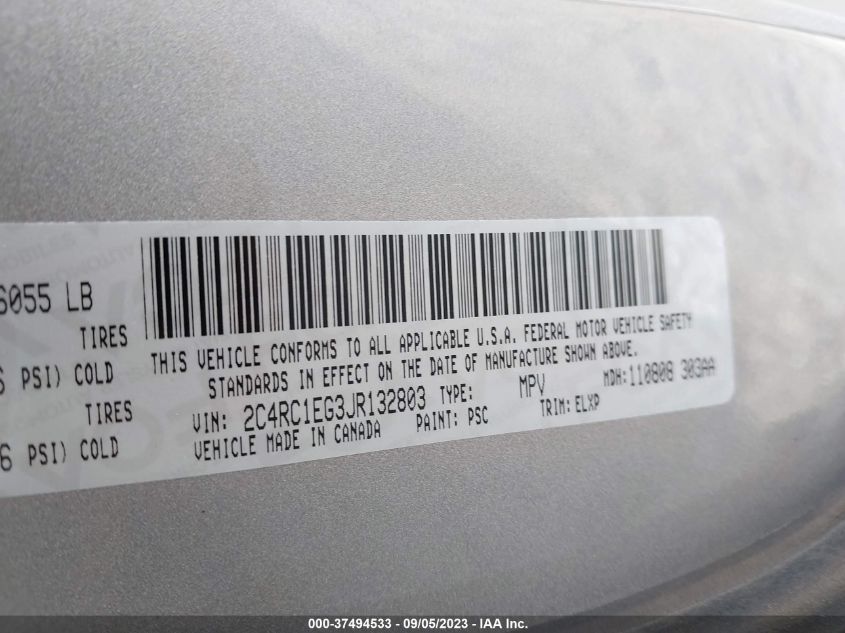 6055 LB
TIRES
PSI) COLD
TIRES
6 PSI) COLD
THIS VEHICLE CONFORMS TO ALL APPLICABLE U.S.A. FEDERAL MOTOR VEHICLE SAFETY
STANDARDS IN EFFECT ON THE DATE OF MANUFACTURE SHOWN ABOVE.
VIN: 2C4RC1EG3JR132803 TYPE: MPV MDH:110808 303AA
VEHICLE MADE IN CANADA PAINT: PSC TRIM: ELXP
000-37494533 - 09/05/2023 - IAA Inc.